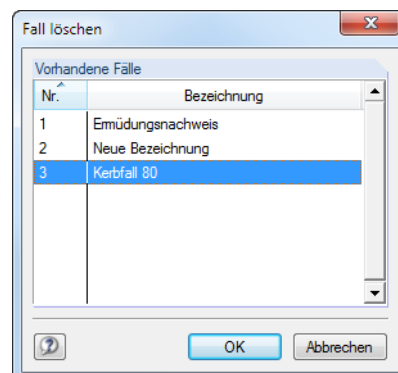 Fall löschen
Vorhandene Fälle
Nr. Bezeichnung
1 Ermüdungsnachweis
2 Neue Bezeichnung
3 Kerbfall 80
OK Abbrechen